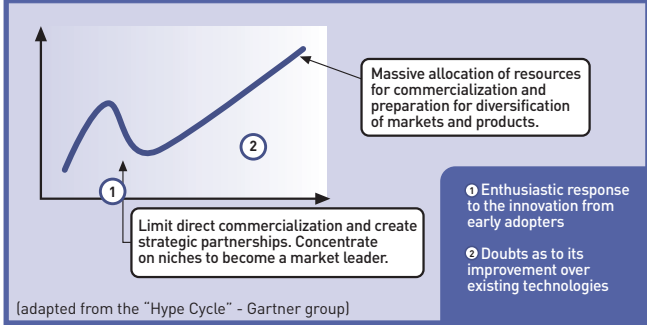 Massive allocation of resources
for commercialization and
preparation for diversification
of markets and products.
2
1
Limit direct commercialization and create
strategic partnerships. Concentrate
on niches to become a market leader.
1 Enthusiastic response
to the innovation from
early adopters
2 Doubts as to its
improvement over
existing technologies
(adapted from the “Hype Cycle” - Gartner group)